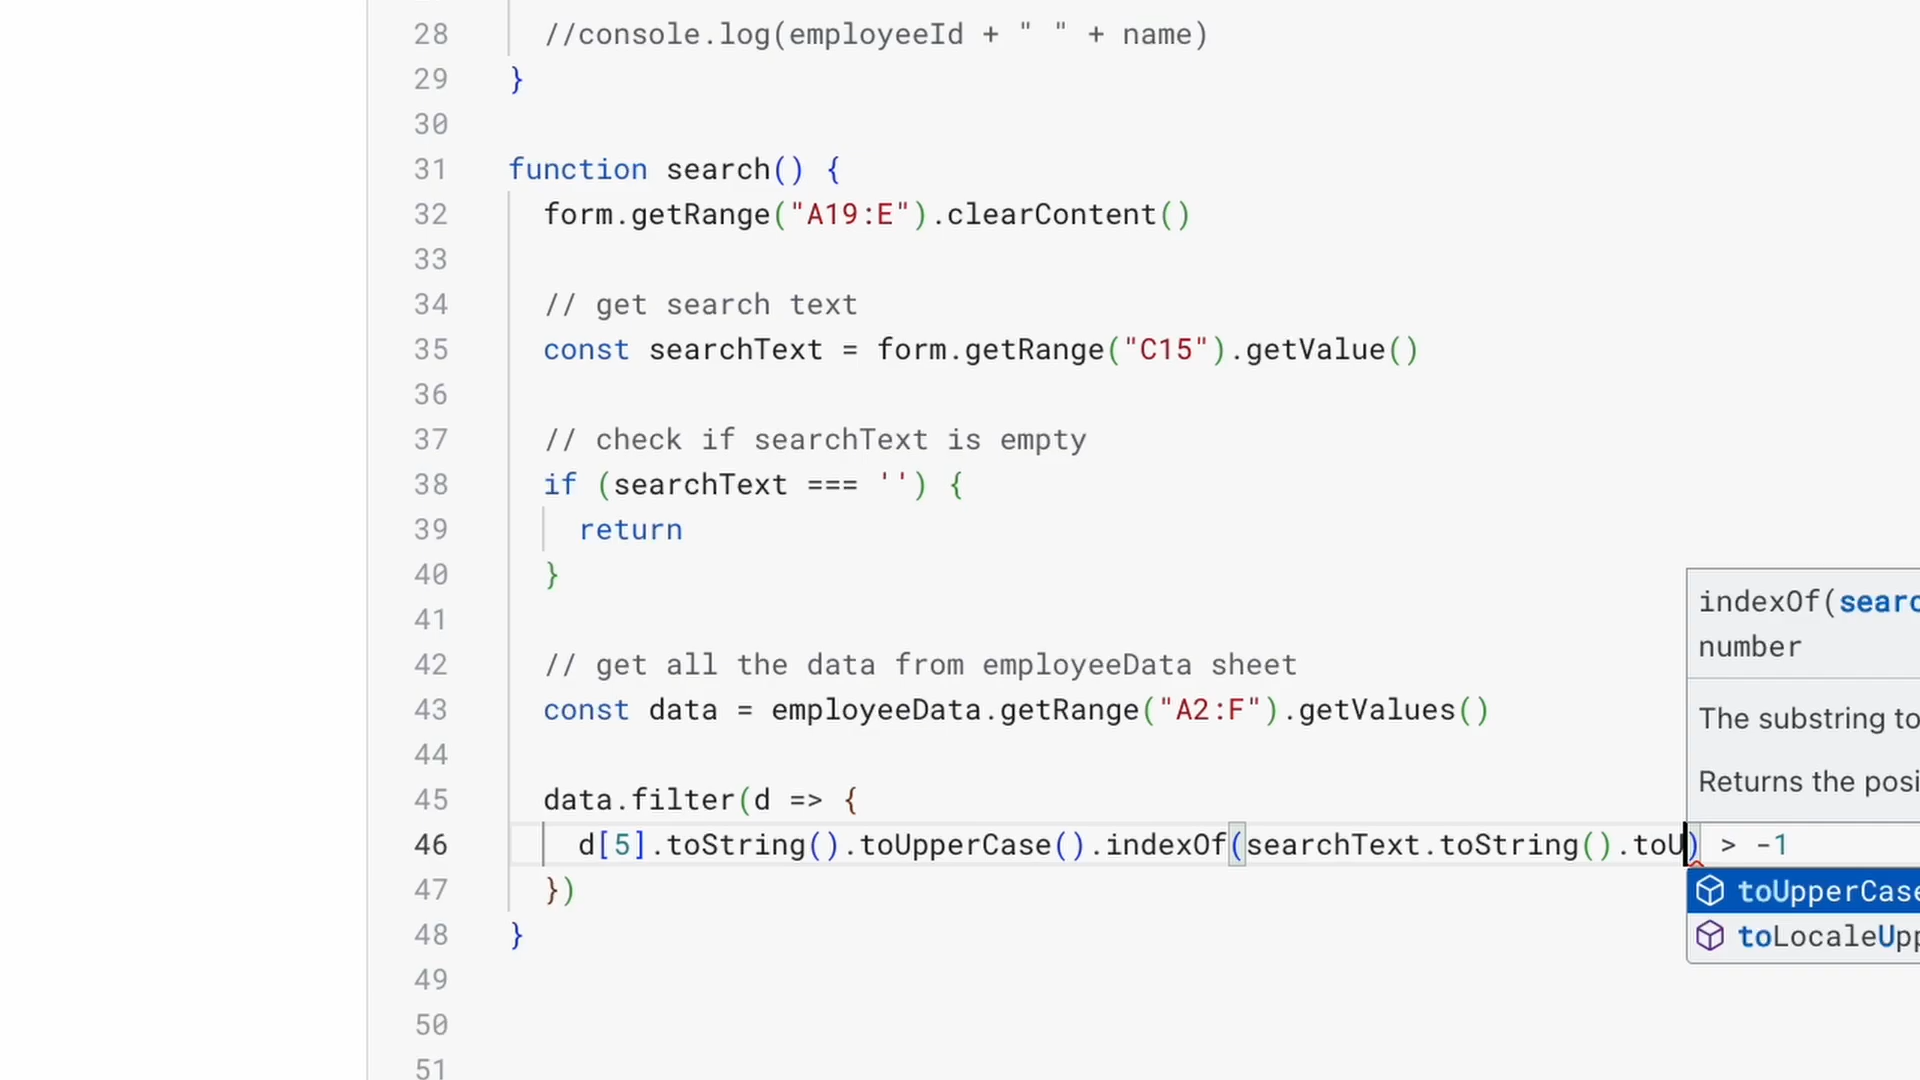 28 //console.log(employeeId + " " + name)
29 }
30
31 function search() {
32 form.getRange("A19:E").clearContent()
33
34 // get search text
35 const searchText = form.getRange("C15").getValue()
36
37 // check if searchText is empty
38 if (searchText === '') {
39 return
40 }
41
42 // get all the data from employeeData sheet
43 const data = employeeData.getRange("A2:F").getValues()
44
45 data.filter(d => {
46 d[5].toString().toUpperCase().indexOf(searchText.toString().toU) > -1
47 })
48 }
49
50
51
indexOf(searc
number
The substring to
Returns the posi
toUpperCase
toLocaleUpp